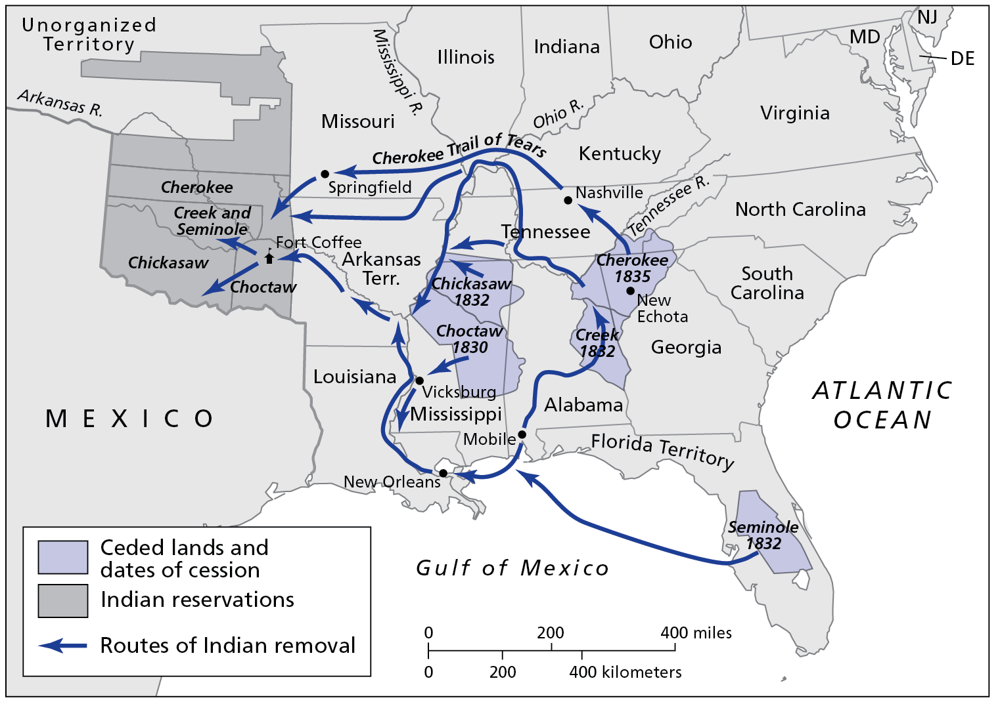 Unorganized
Territory
Arkansas R.
Mississippi R.
Illinois
Indiana
Ohio
NJ
MD
DE
Missouri
Ohio R.
Virginia
Cherokee Trail of Tears
Kentucky
Springfield
Nashville
Tennessee R.
North Carolina
Cherokee
Creek and
Seminole
Fort Coffee
Chickasaw
Choctaw
Arkansas
Terr.
Tennessee
Cherokee
1835
New
Echota
South
Carolina
Chickasaw
1832
Choctaw
1830
Creek
1832
Georgia
Louisiana
Vicksburg
Mississippi
Alabama
Mobile
New Orleans
Florida Territory
MEXICO
ATLANTIC
OCEAN
Seminole
1832
Gulf of Mexico
Ceded lands and
dates of cession
Indian reservations
Routes of Indian removal
0 200 400 miles
0 200 400 kilometers